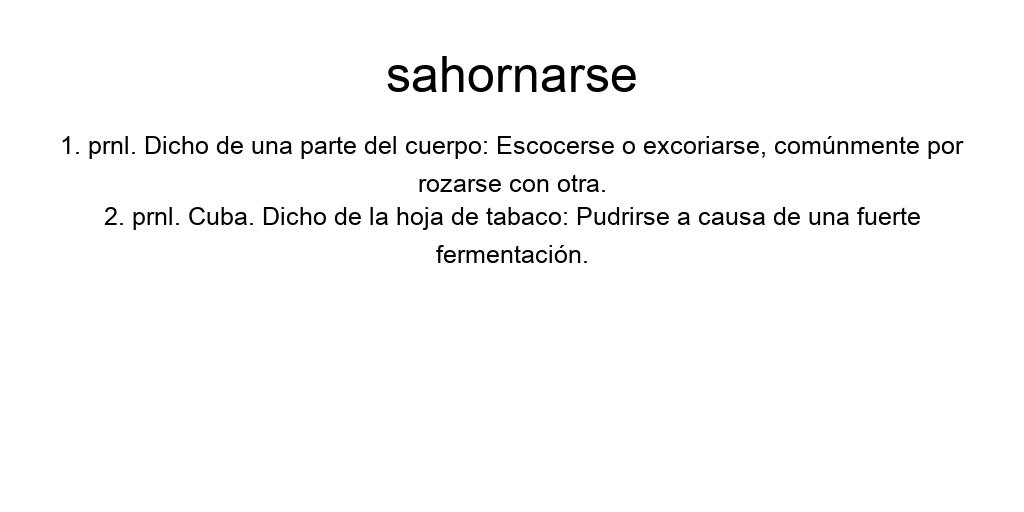 sahornarse
1. prnl. Dicho de una parte del cuerpo: Escocerse o excoriarse, comúnmente por
rozarse con otra.
2. prnl. Cuba. Dicho de la hoja de tabaco: Pudrirse a causa de una fuerte
fermentación.